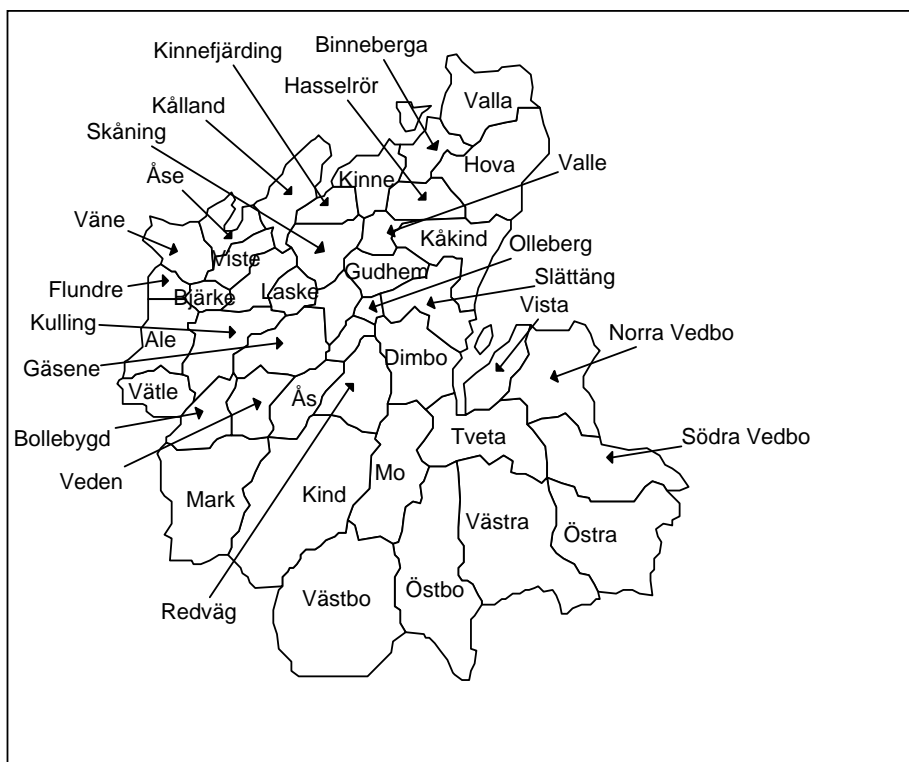 Binneberga
Kinnefjärding
Hasselrör
Valla
Kålland
Skåning
Hova
Valle
Åse
Kinne
Väne
Kåkind
Olleberg
Viste
Gudhem
Slättäng
Flundre
Bjärke
Laske
Vista
Kulling
Norra Vedbo
Ale
Dimbo
Gäsene
Vätle
Ås
Bollebygd
Tveta
Södra Vedbo
Veden
Mo
Mark
Kind
Västra
Östra
Redväg
Västbo
Östbo